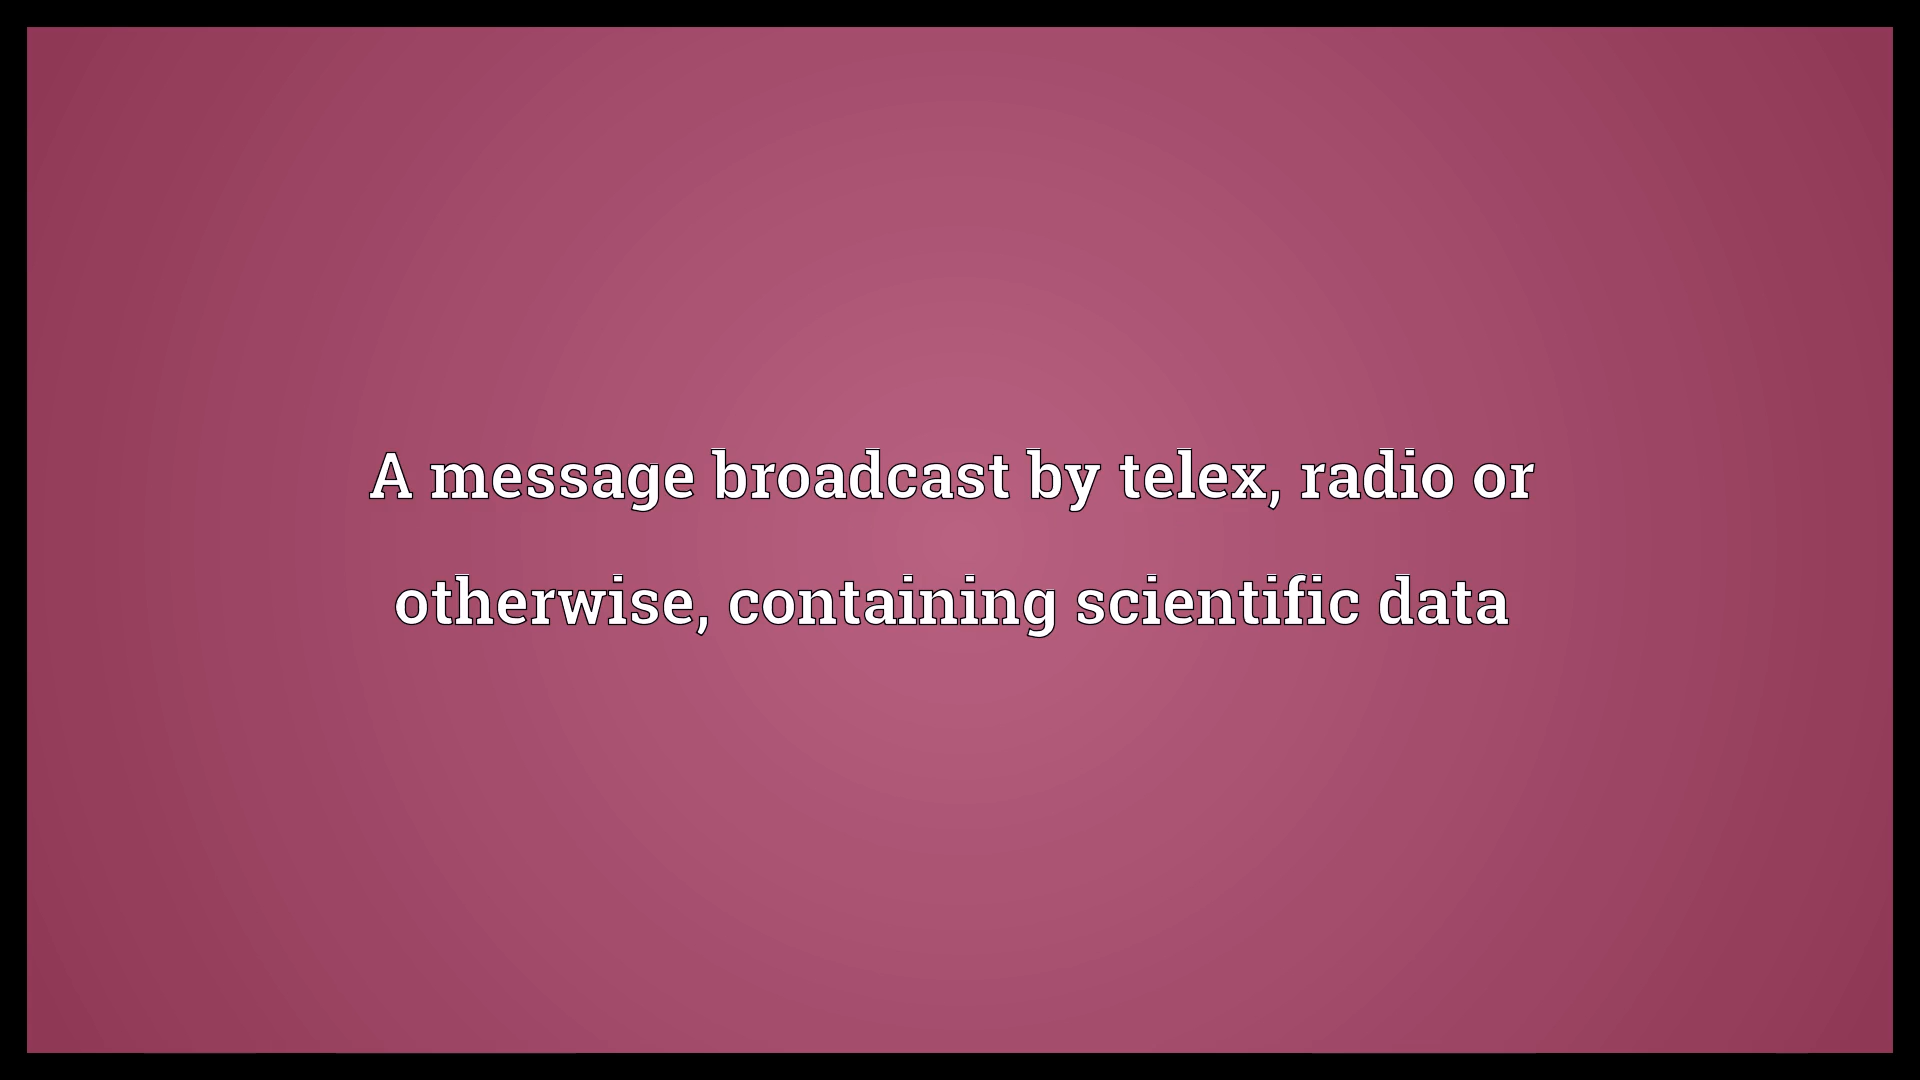 A message broadcast by telex, radio or
otherwise, containing scientific data